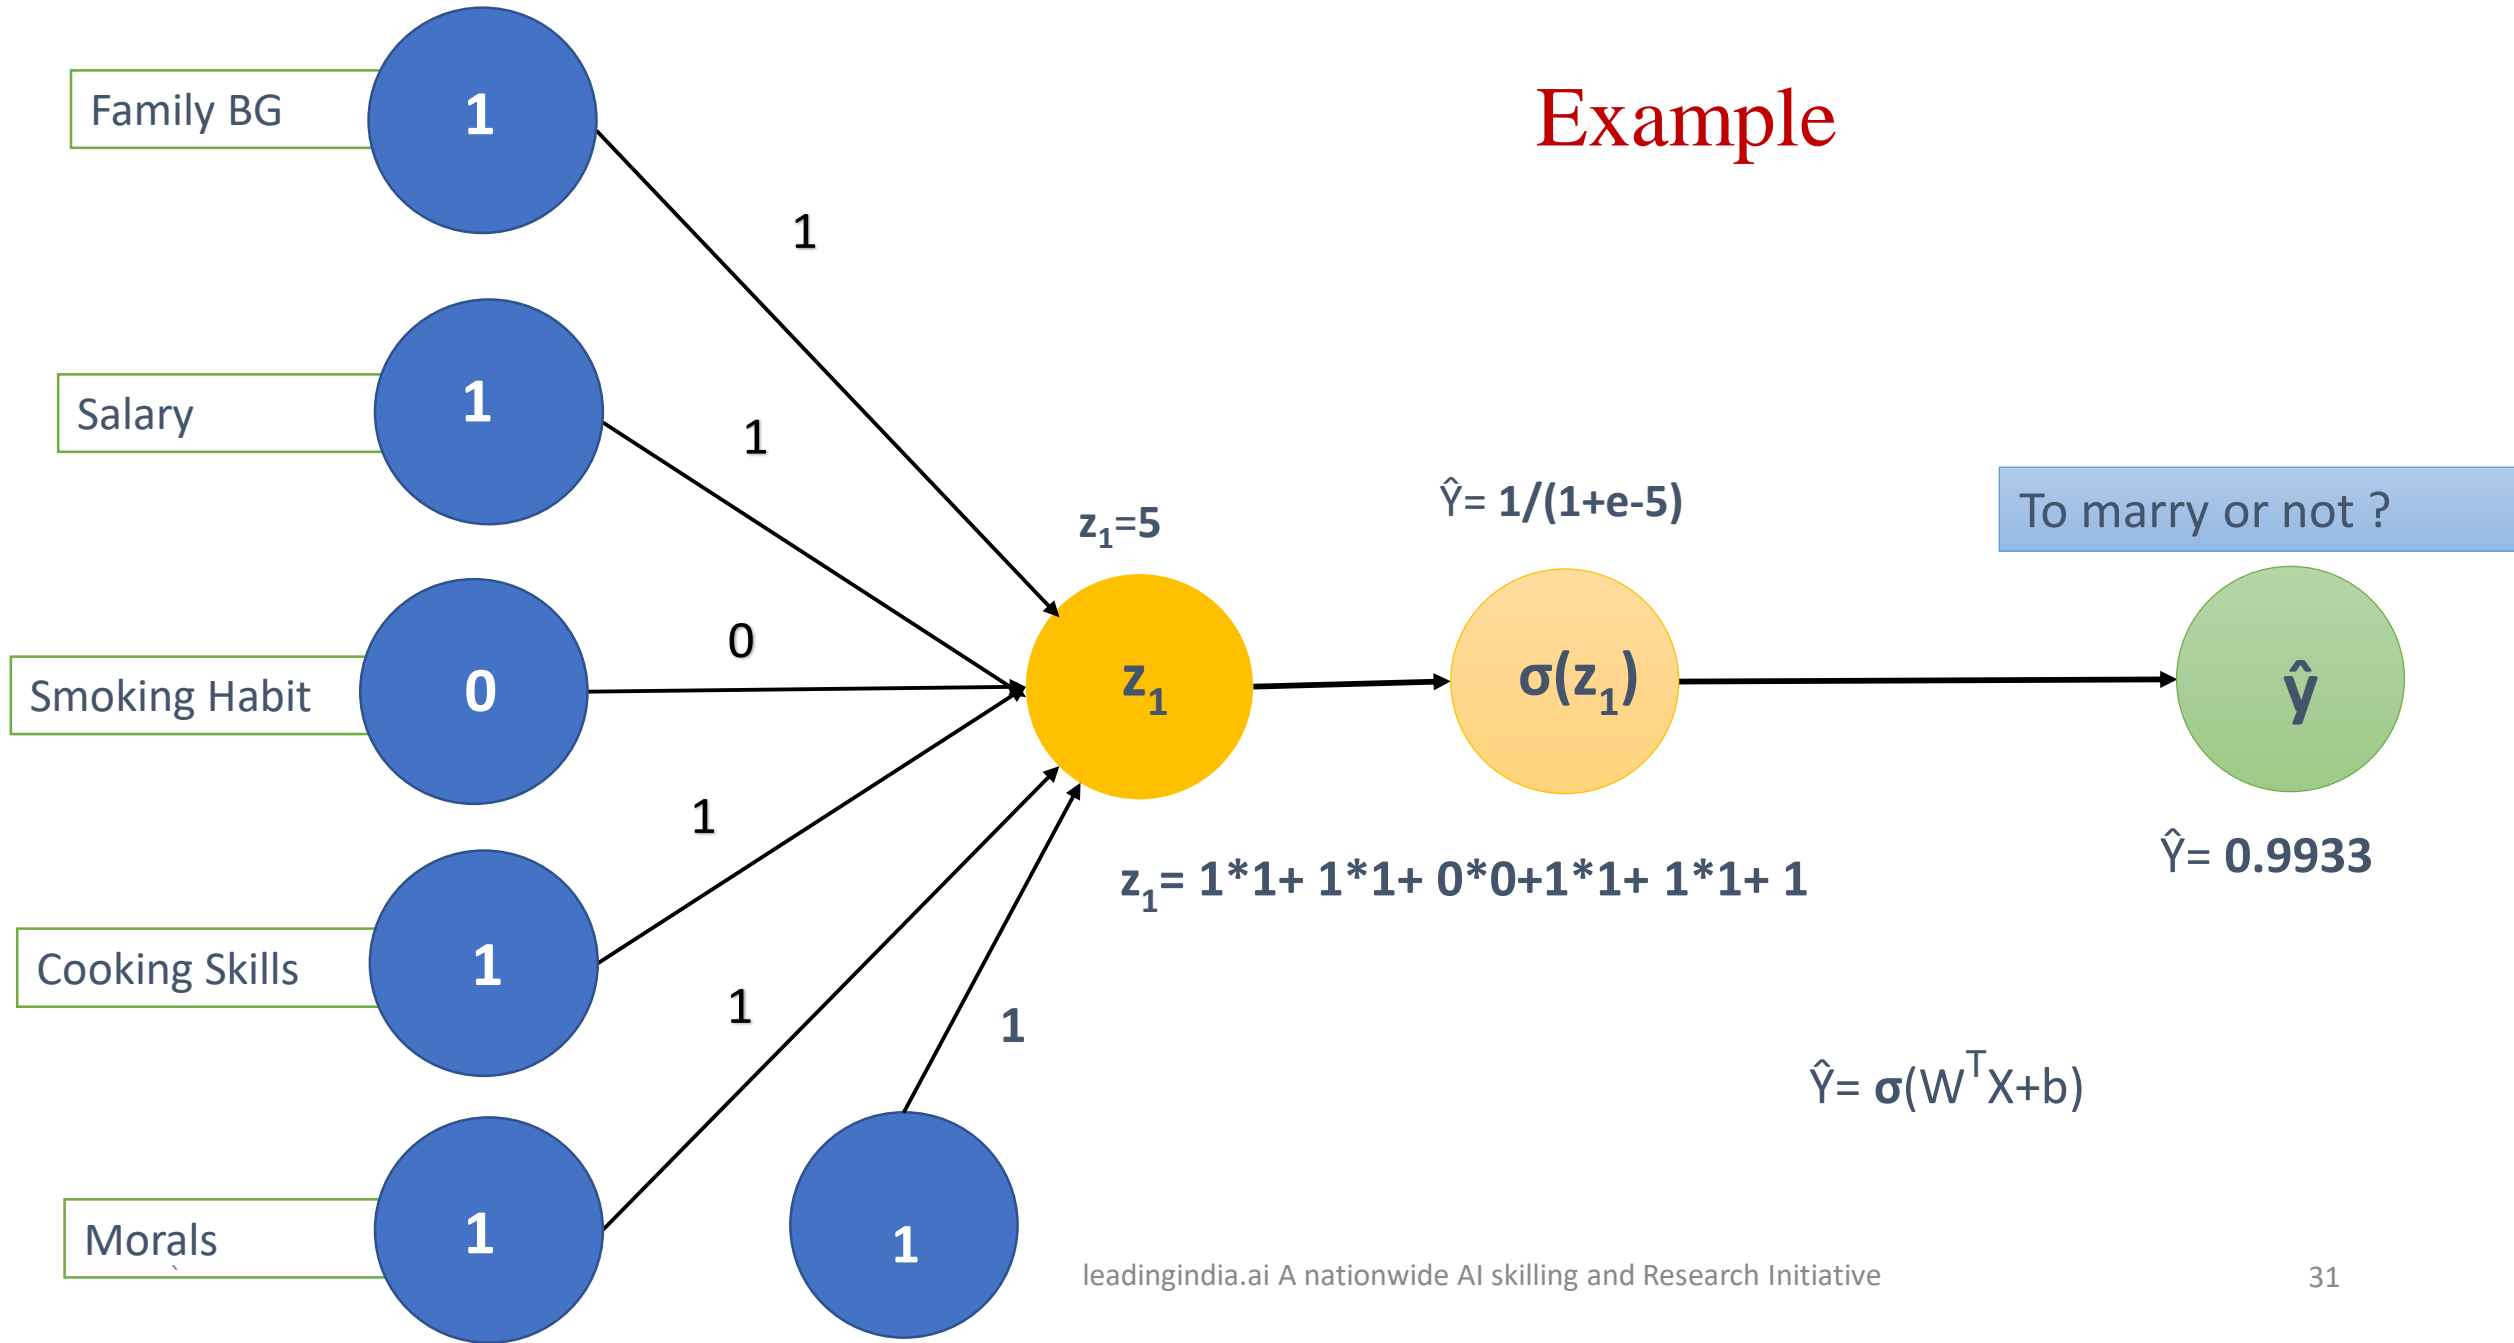 Example
Family BG
1
1
Salary
1
1
Smoking Habit
0
0
Cooking Skills
1
1
Morals
`
1
1
1
1
z₁=5
z₁
z₁= 1*1+ 1*1+ 0*0+1*1+ 1*1+ 1
Ŷ= 1/(1+e-5)
σ(z₁)
To marry or not ?
ŷ
Ŷ= 0.9933
Ŷ= σ(WᵀX+b)
leadingindia.ai A nationwide AI skilling and Research Initiative
31